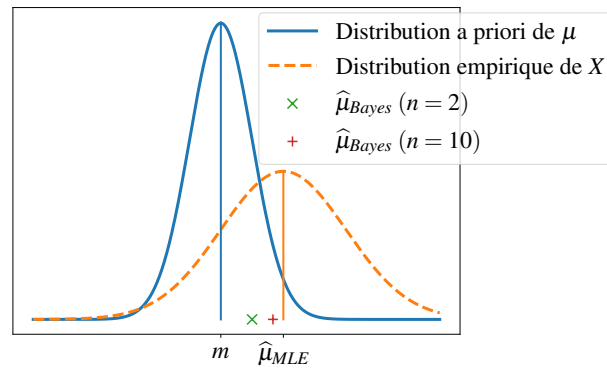 Distribution a priori de μ
Distribution empirique de X
μ̂_Bayes (n = 2)
μ̂_Bayes (n = 10)
m
μ̂_MLE